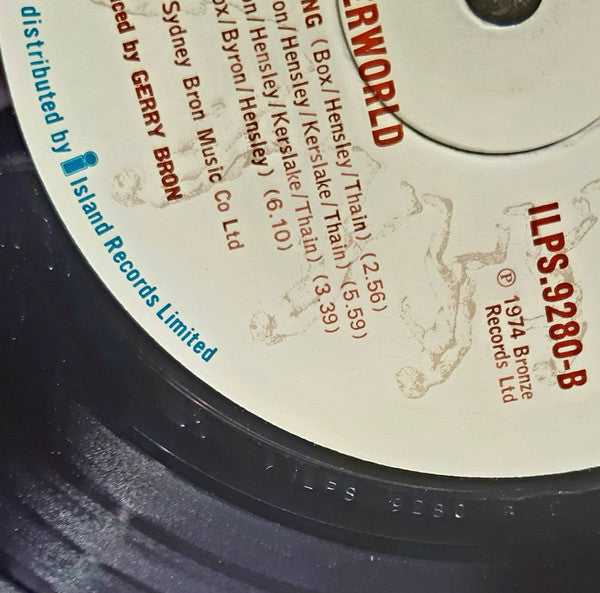 ERWORLD
ILPS.9280-B
℗ 1974 Bronze
Records Ltd
NG (Box/Hensley/Thain) (2.56)
on/Hensley/Kerslake/Thain) (5.59)
on/Hensley/Kerslake/Thain) (3.39)
ox/Byron/Hensley) (6.10)
Sydney Bron Music Co Ltd
ced by GERRY BRON
distributed by i Island Records Limited
ILPS 9280 B